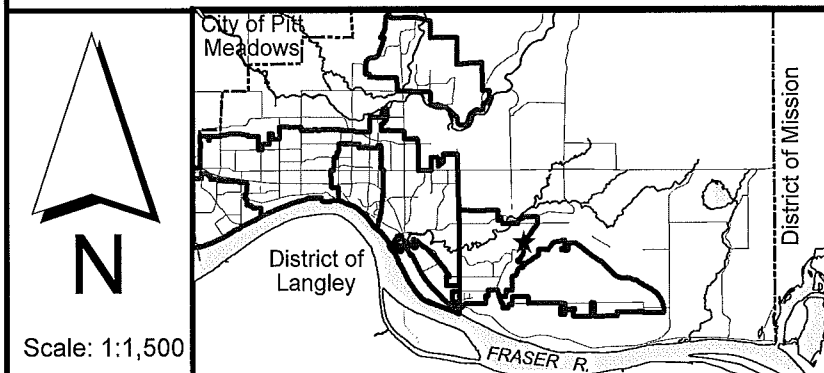 City of Pitt
Meadows
District of Mission
District of
Langley
N
Scale: 1:1,500
FRASER R.